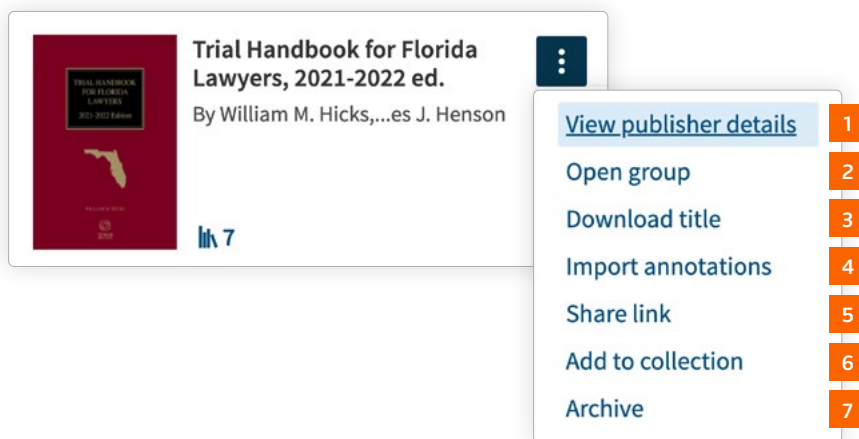 Trial Handbook for Florida
Lawyers, 2021-2022 ed.
By William M. Hicks,...es J. Henson
TRIAL HANDBOOK
FOR FLORIDA
LAWYERS
2021-2022 Edition
7
View publisher details 1
Open group 2
Download title 3
Import annotations 4
Share link 5
Add to collection 6
Archive 7